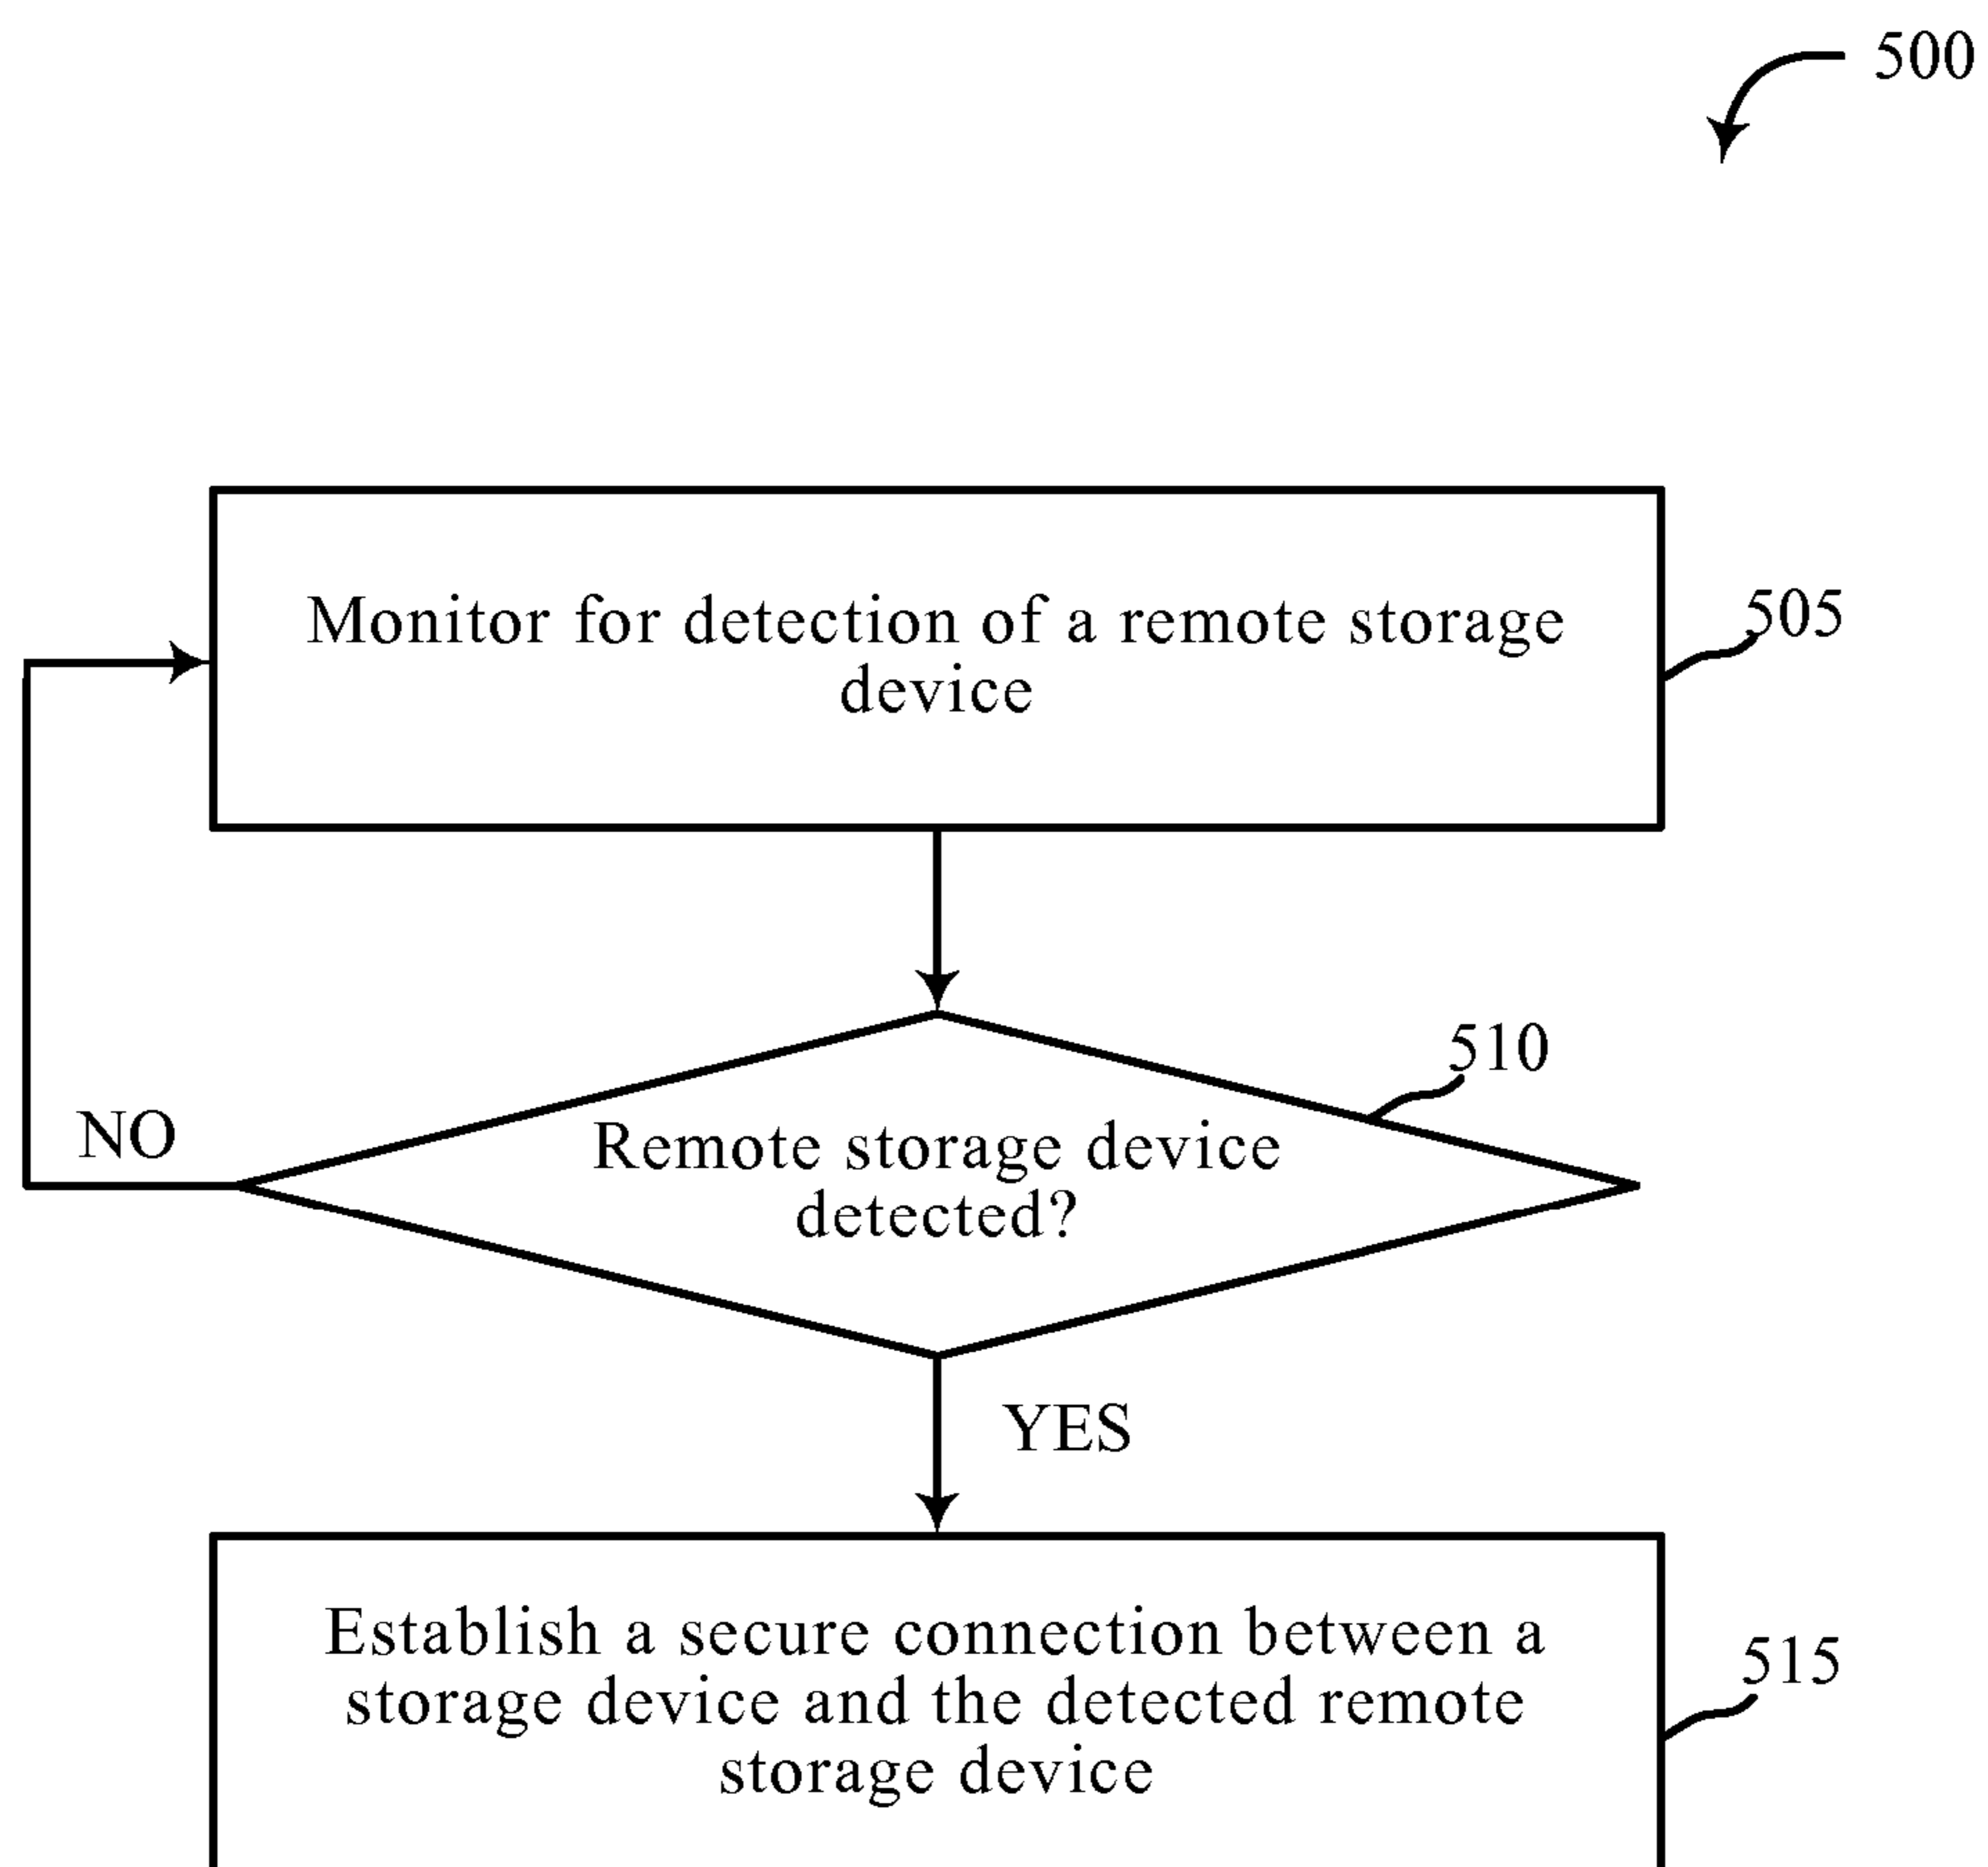 500
Monitor for detection of a remote storage
device
505
510
Remote storage device
detected?
NO
YES
Establish a secure connection between a
storage device and the detected remote
storage device
515